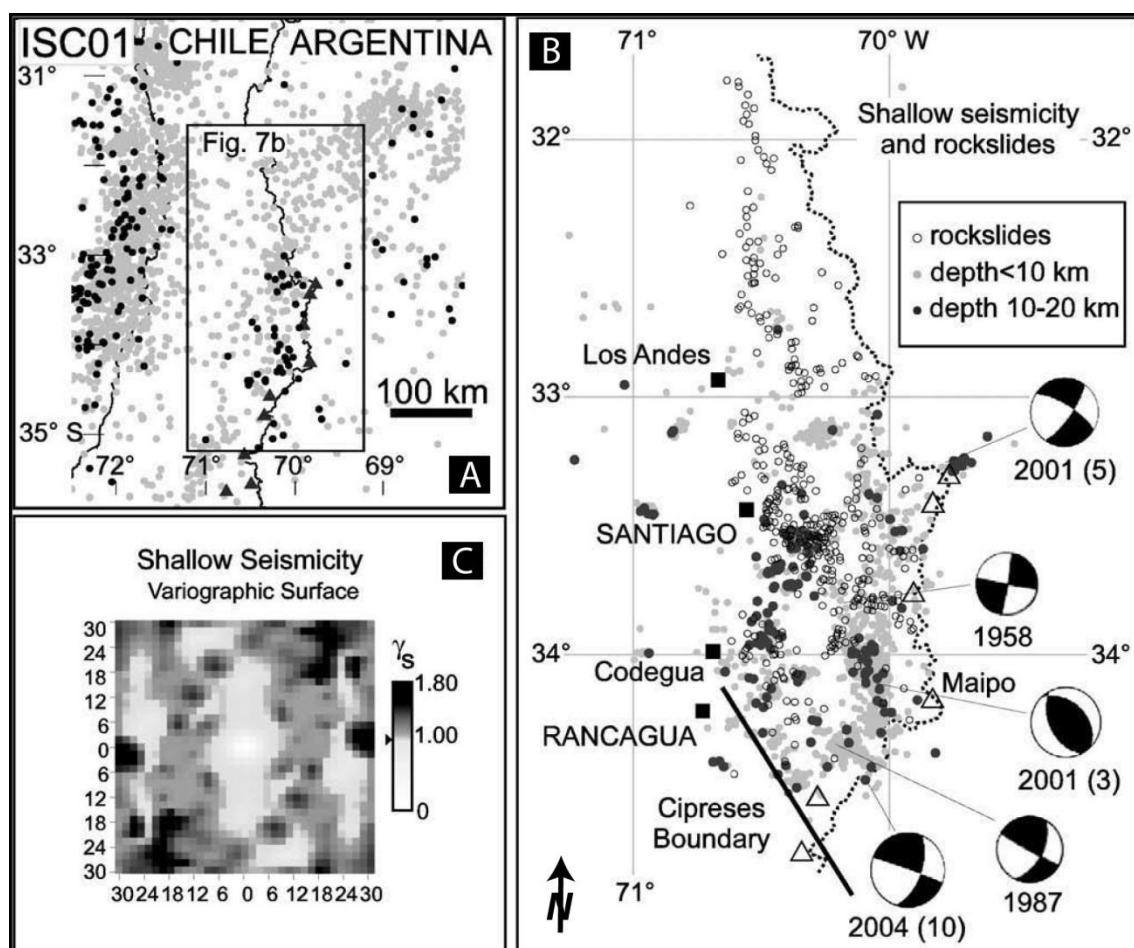 ISC01 CHILE ARGENTINA
31°
Fig. 7b
33°
100 km
35° S
72° 71° 70° 69°
A
B
71° 70° W
Shallow seismicity
and rockslides
32° 32°
rockslides
depth<10 km
depth 10-20 km
Los Andes
33°
2001 (5)
SANTIAGO
1958
34° 34°
Codegua
Maipo
RANCAGUA
2001 (3)
Cipreses
Boundary
1987
71°
N
2004 (10)
70°
C
Shallow Seismicity
Variographic Surface
γS
30
24
18
12
6
0
6
12
18
24
30
30 24 18 12 6 0 6 12 18 24 30
1.80
1.00
0